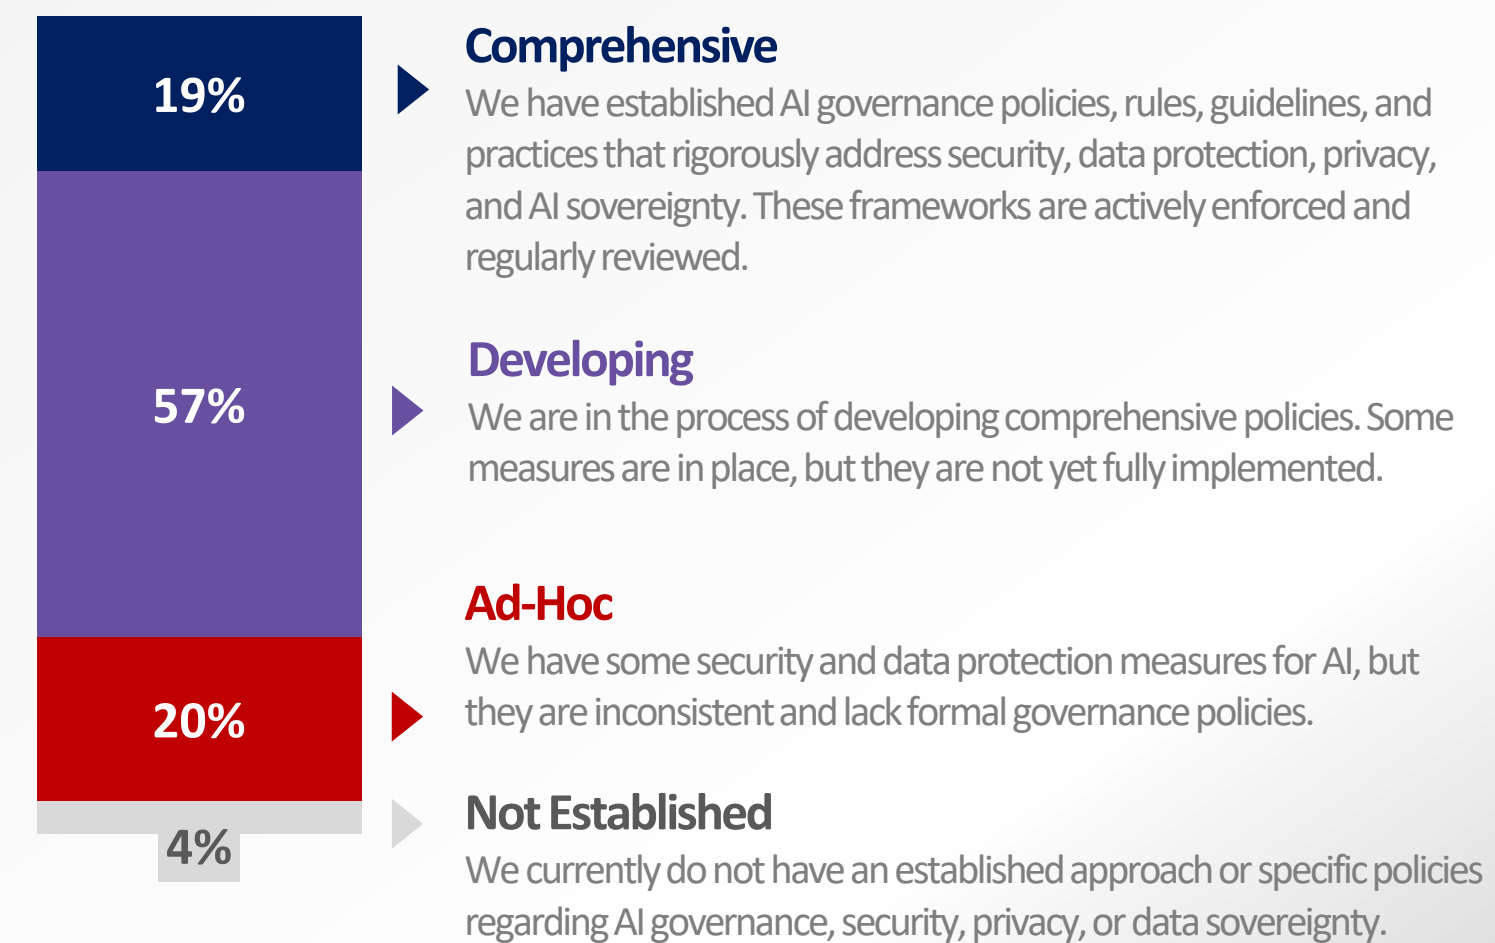 19%
Comprehensive
We have established AI governance policies, rules, guidelines, and
practices that rigorously address security, data protection, privacy,
and AI sovereignty. These frameworks are actively enforced and
regularly reviewed.
57%
Developing
We are in the process of developing comprehensive policies. Some
measures are in place, but they are not yet fully implemented.
20%
Ad-Hoc
We have some security and data protection measures for AI, but
they are inconsistent and lack formal governance policies.
4%
Not Established
We currently do not have an established approach or specific policies
regarding AI governance, security, privacy, or data sovereignty.